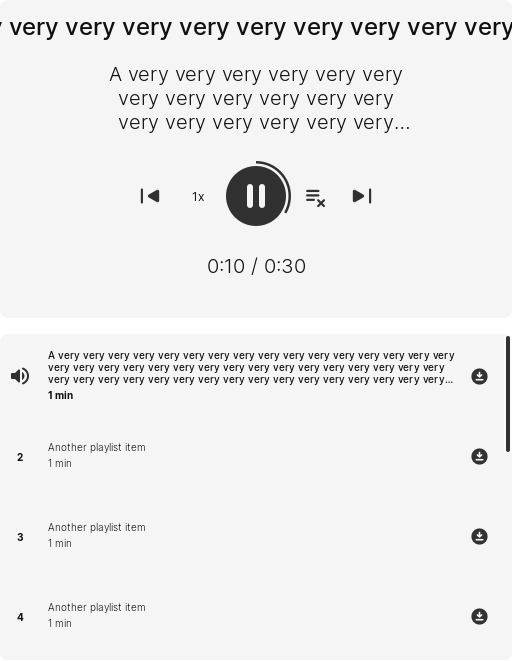 very very very very very very very very very
A very very very very very very
very very very very very very
very very very very very very...
1x
0:10 / 0:30
A very very very very very very very very very very very very very very very very
very very very very very very very very very very very very very very very very
very very very very very very very very very very very very very very very very...
1 min
2
Another playlist item
1 min
3
Another playlist item
1 min
4
Another playlist item
1 min